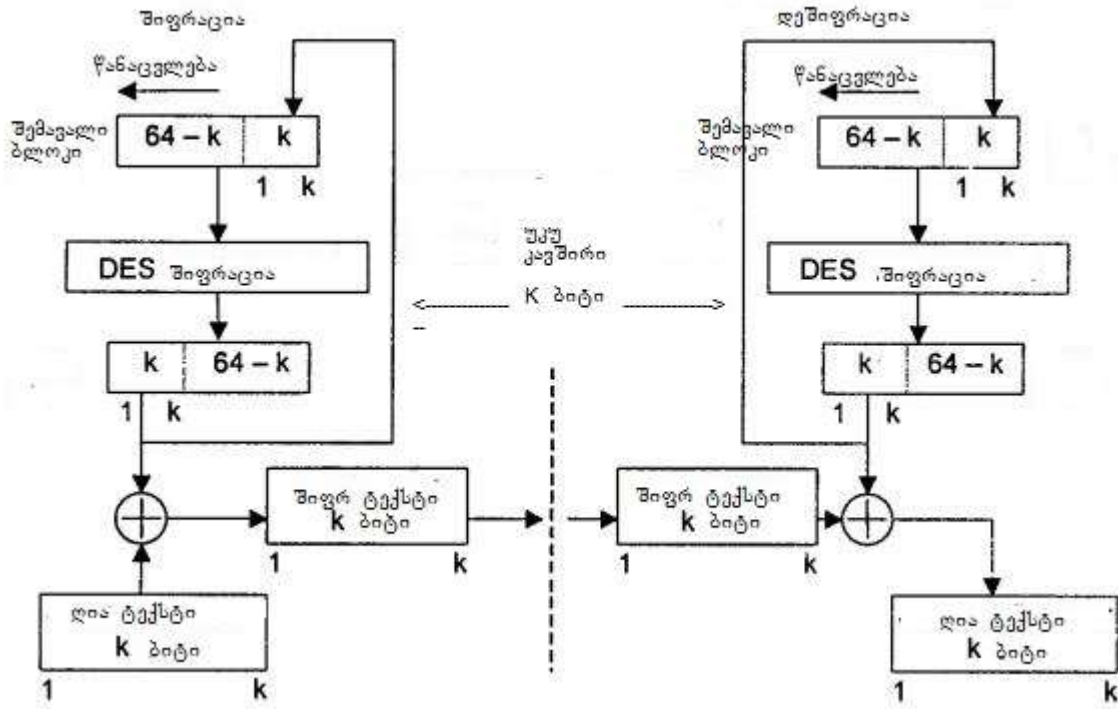 შიფრაცია
წანაცვლება
შემავალი
ბლოკი
64 – k k
1 k
DES შიფრაცია
k 64 – k
1 k
შიფრ ტექსტი
k ბიტი
1 k
ღია ტექსტი
k ბიტი
1 k
უკუ
კავშირი
K ბიტი
დეშიფრაცია
წანაცვლება
შემავალი
ბლოკი
64 – k k
1 k
DES შიფრაცია
k 64 – k
1 k
შიფრ ტექსტი
k ბიტი
1 k
ღია ტექსტი
k ბიტი
1 k